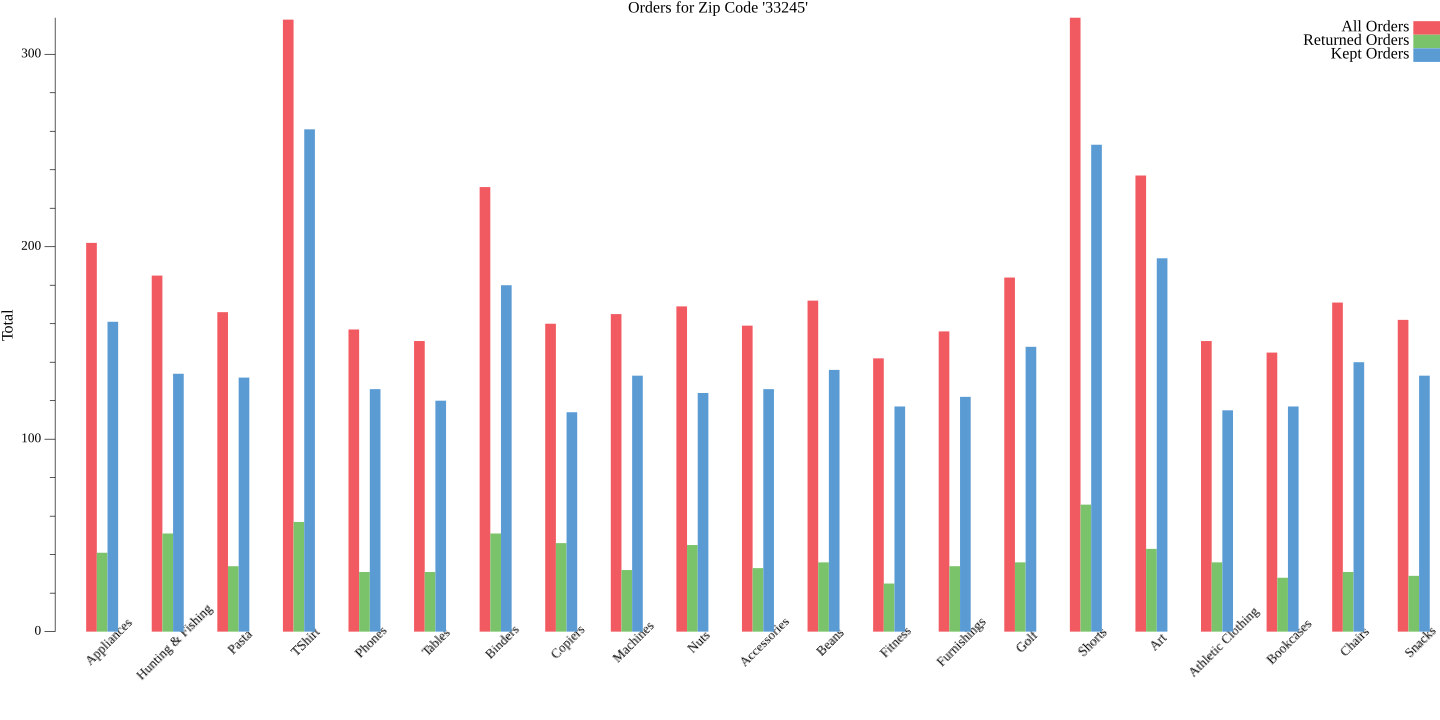 Orders for Zip Code '33245'
All Orders
Returned Orders
Kept Orders
Total
300
200
100
0
Appliances
Hunting & Fishing
Pasta
TShirt
Phones
Tables
Binders
Copiers
Machines
Nuts
Accessories
Beans
Fitness
Furnishings
Golf
Shorts
Art
Athletic Clothing
Bookcases
Chairs
Snacks